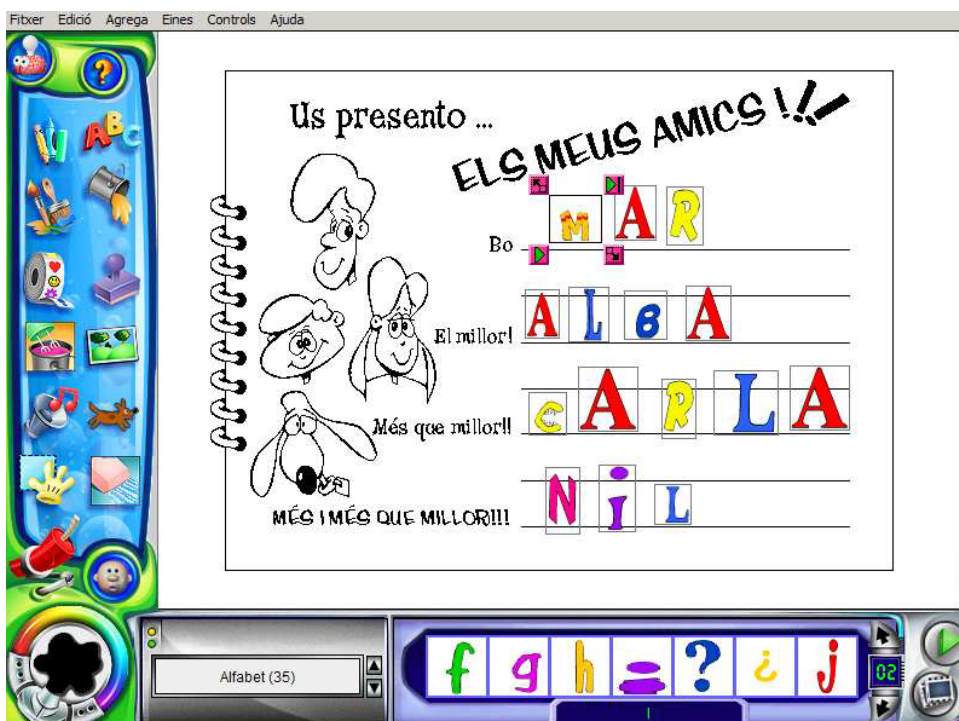 Fitxer Edició Agrega Eines Controls Ajuda
ABC
?
Us presento ...
ELS MEUS AMICS !!!
MAR
Bo
ALBA
El millor!
CARLA
Més que millor!!
NiL
MÉS I MÉS QUE MILLOR!!!!
Alfabet (35)
f g h = ? ¿ j
02